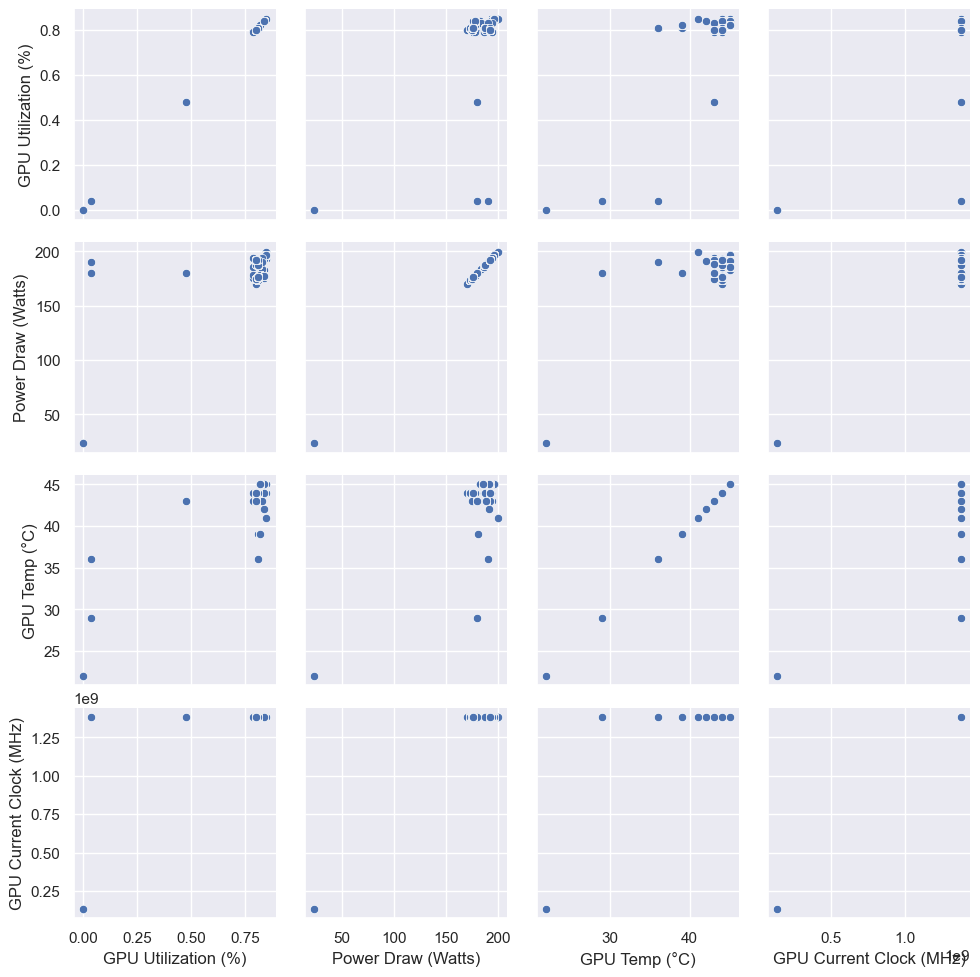 0.8
0.6
0.4
0.2
0.0
GPU Utilization (%)
200
150
100
50
Power Draw (Watts)
45
40
35
30
25
GPU Temp (°C)
1e9
1.25
1.00
0.75
0.50
0.25
GPU Current Clock (MHz)
0.00 0.25 0.50 0.75
GPU Utilization (%)
50 100 150 200
Power Draw (Watts)
30 40
GPU Temp (°C)
0.5 1.0
GPU Current Clock (MHz)
1e9